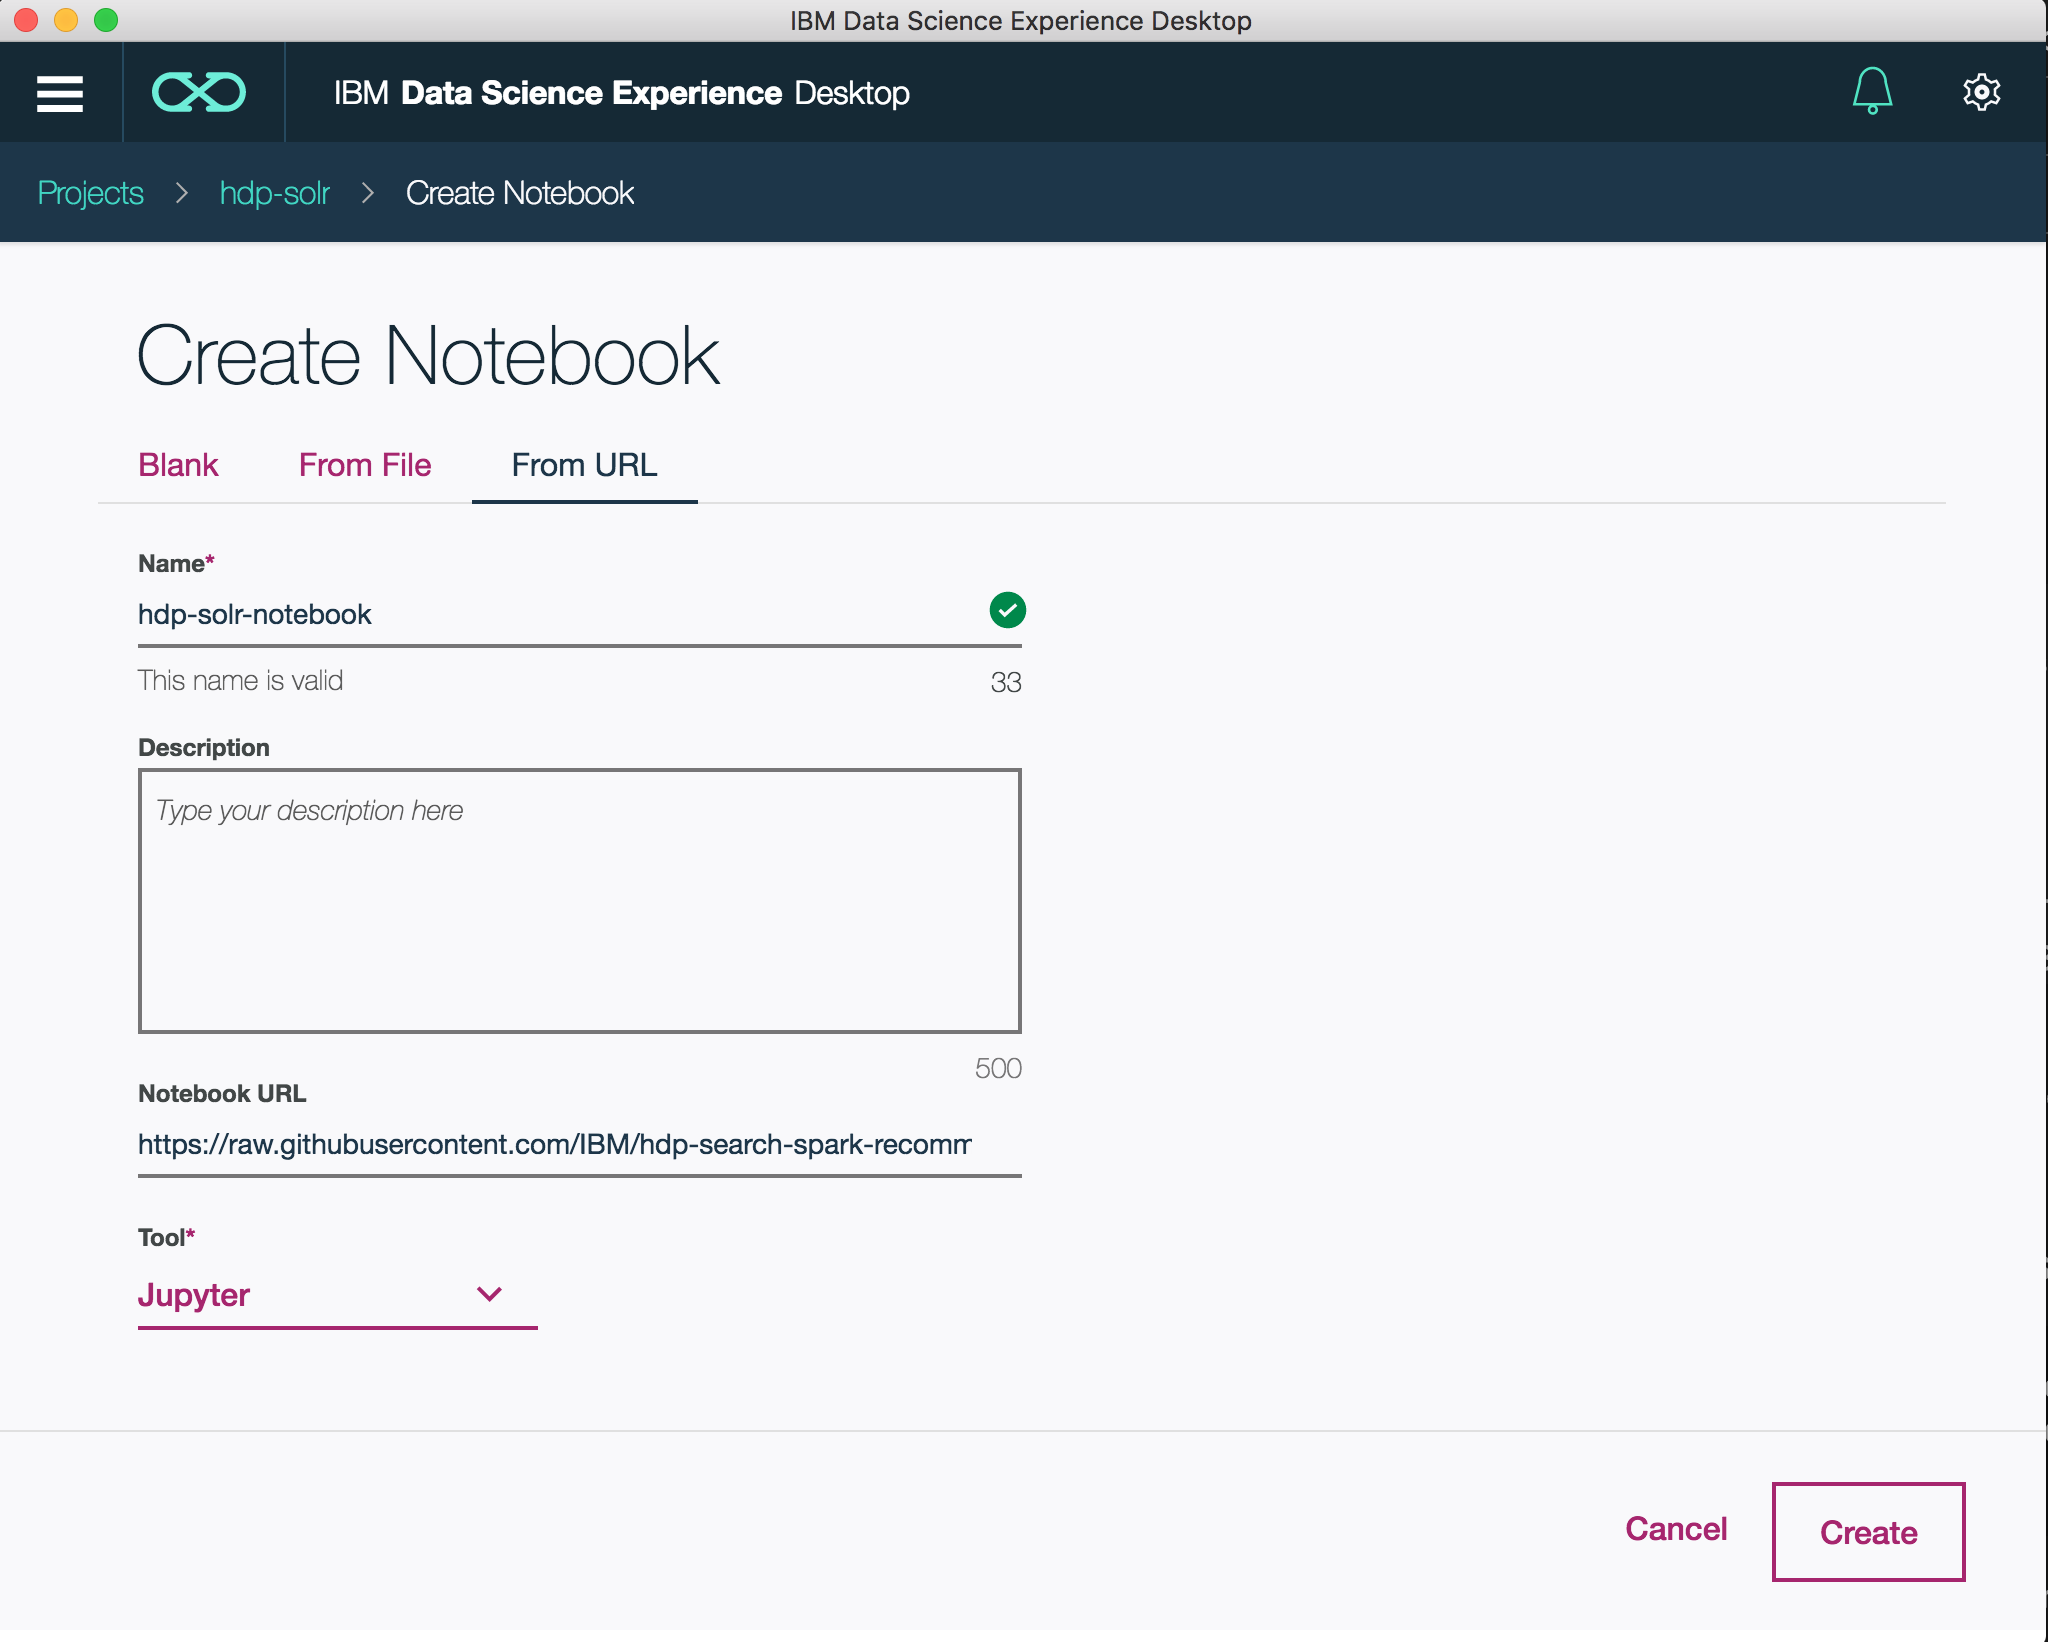 IBM Data Science Experience Desktop
IBM Data Science Experience Desktop
Projects > hdp-solr > Create Notebook
Create Notebook
Blank From File From URL
Name*
hdp-solr-notebook
This name is valid 33
Description
Type your description here
500
Notebook URL
https://raw.githubusercontent.com/IBM/hdp-search-spark-recomm
Tool*
Jupyter
Cancel Create